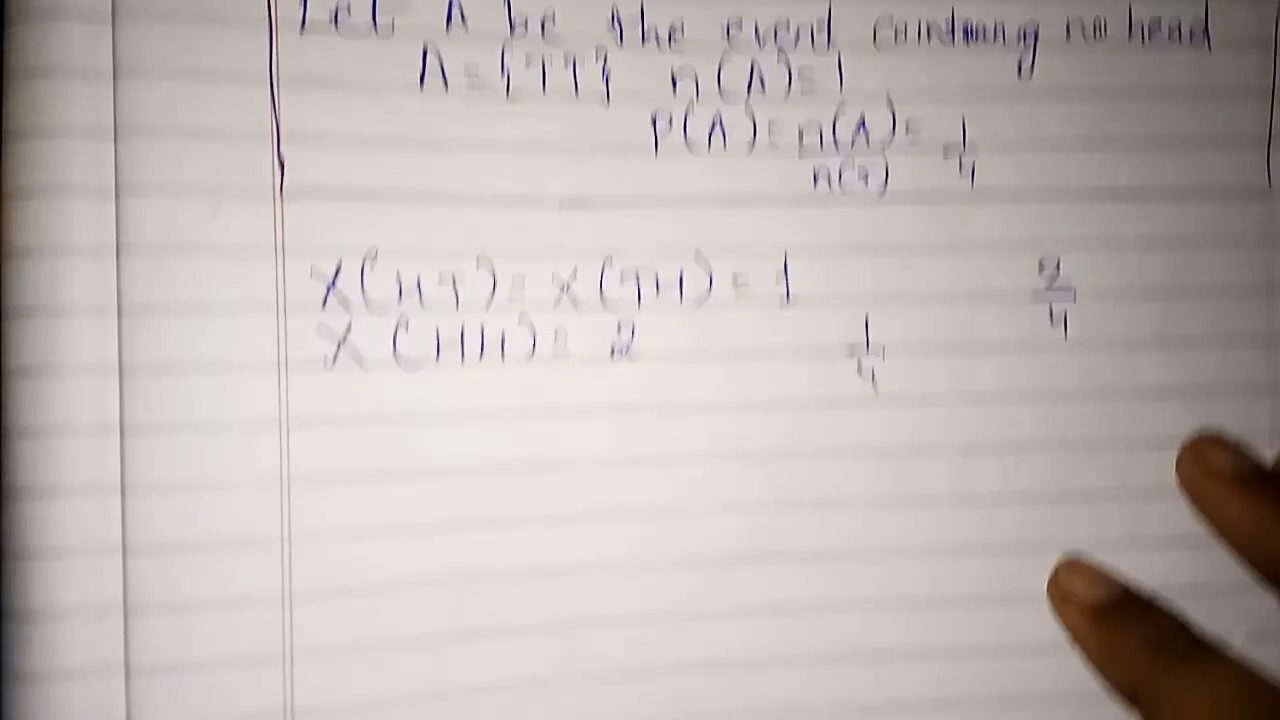 Let A be the event containing no head
A = {TT} n(A) = 1
P(A) = n(A)/n(s) = 1/4
X(HT) = X(TH) = 1 2/4
X(HH) = 2 1/4